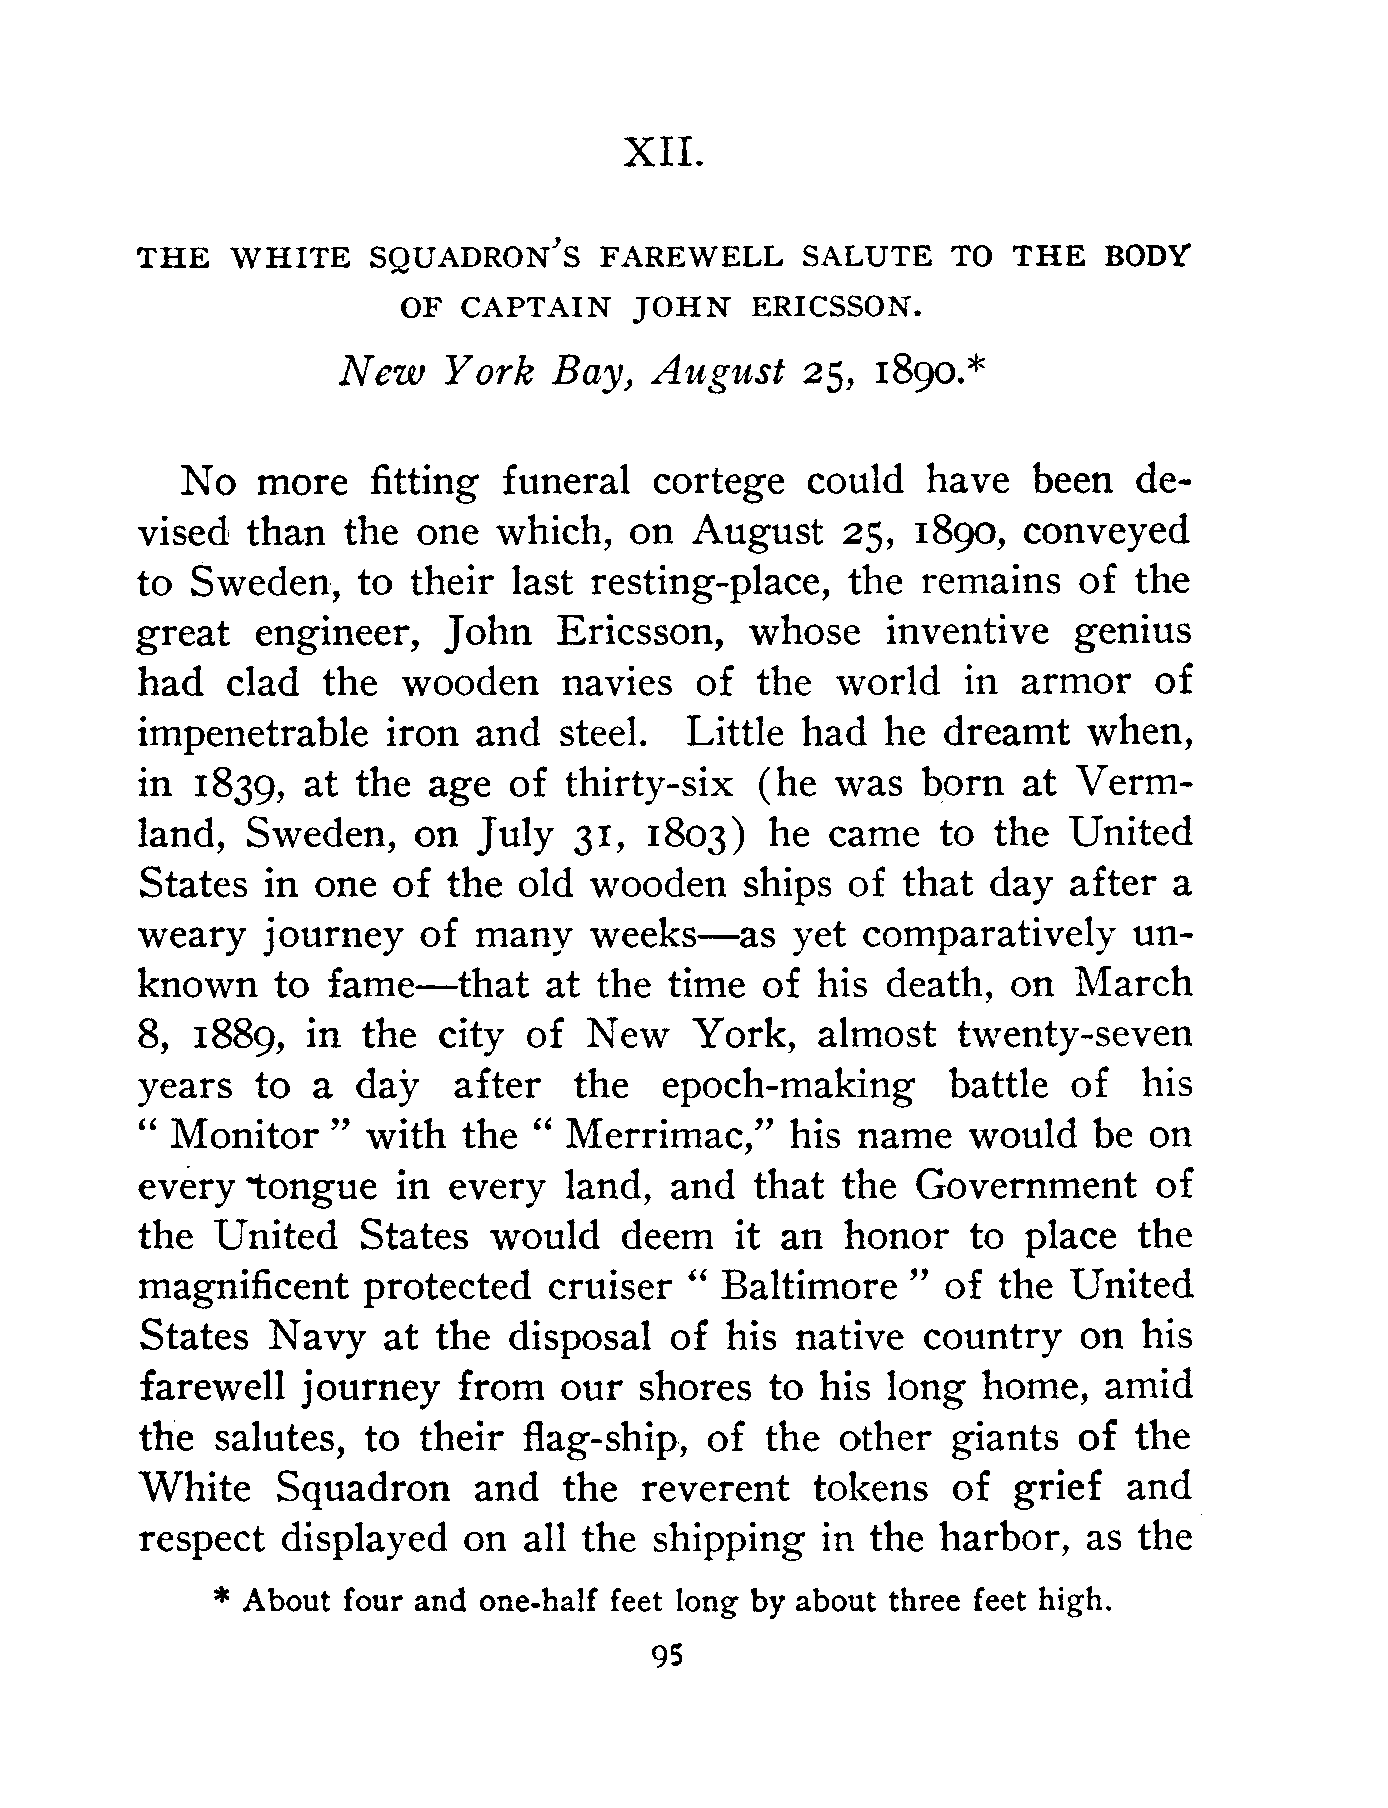 XII.
THE WHITE SQUADRON'S FAREWELL SALUTE TO THE BODY
OF CAPTAIN JOHN ERICSSON.
New York Bay, August 25, 1890.*
No more fitting funeral cortege could have been de-
vised than the one which, on August 25, 1890, conveyed
to Sweden, to their last resting-place, the remains of the
great engineer, John Ericsson, whose inventive genius
had clad the wooden navies of the world in armor of
impenetrable iron and steel. Little had he dreamt when,
in 1839, at the age of thirty-six (he was born at Verm-
land, Sweden, on July 31, 1803) he came to the United
States in one of the old wooden ships of that day after a
weary journey of many weeks—as yet comparatively un-
known to fame—that at the time of his death, on March
8, 1889, in the city of New York, almost twenty-seven
years to a day after the epoch-making battle of his
" Monitor " with the " Merrimac," his name would be on
every tongue in every land, and that the Government of
the United States would deem it an honor to place the
magnificent protected cruiser " Baltimore " of the United
States Navy at the disposal of his native country on his
farewell journey from our shores to his long home, amid
the salutes, to their flag-ship, of the other giants of the
White Squadron and the reverent tokens of grief and
respect displayed on all the shipping in the harbor, as the
* About four and one-half feet long by about three feet high.
95